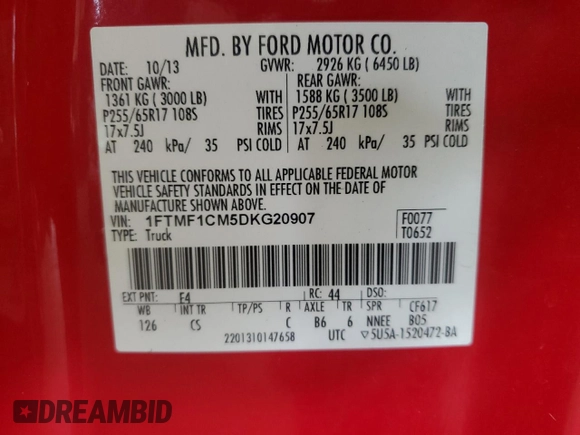 MFD. BY FORD MOTOR CO.
DATE: 10/13 GVWR: 2926 KG ( 6450 LB)
FRONT GAWR: REAR GAWR:
1361 KG ( 3000 LB) WITH 1588 KG ( 3500 LB) WITH
P255/65R17 108S TIRES P255/65R17 108S TIRES
17x7.5J RIMS 17x7.5J RIMS
AT 240 kPa/ 35 PSI COLD AT 240 kPa/ 35 PSI COLD
THIS VEHICLE CONFORMS TO ALL APPLICABLE FEDERAL MOTOR
VEHICLE SAFETY STANDARDS IN EFFECT ON THE DATE OF
MANUFACTURE SHOWN ABOVE.
VIN: 1FTMF1CM5DKG20907 F0077
TYPE: Truck T0652
EXT PNT: F4 RC: 44 DSO:
WB INT TR TP/PS R AXLE TR SPR CF617
126 CS C B6 6 NNEE B05
2201310147658 UTC ▽5U5A-1520472-BA
DREAMBID